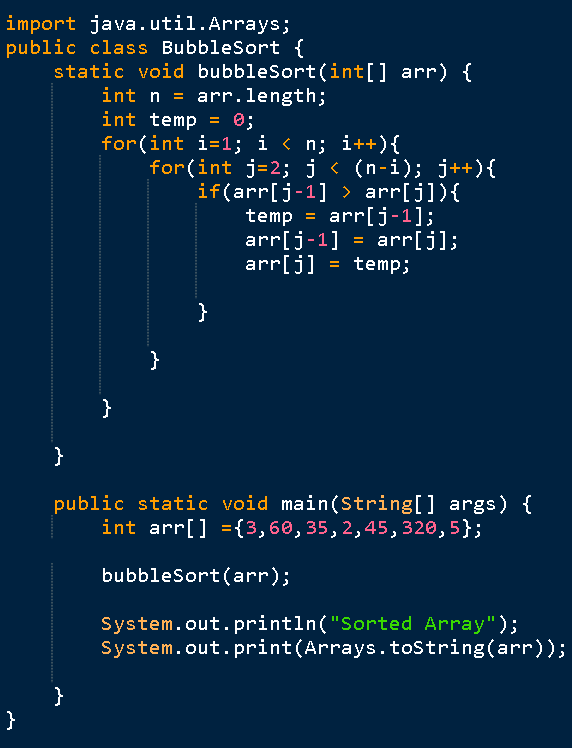 import java.util.Arrays;
public class BubbleSort {
    static void bubbleSort(int[] arr) {
        int n = arr.length;
        int temp = 0;
        for(int i=1; i < n; i++){
            for(int j=2; j < (n-i); j++){
                if(arr[j-1] > arr[j]){
                    temp = arr[j-1];
                    arr[j-1] = arr[j];
                    arr[j] = temp;
                }
            }
        }
    }
    public static void main(String[] args) {
        int arr[] ={3,60,35,2,45,320,5};
        bubbleSort(arr);
        System.out.println("Sorted Array");
        System.out.print(Arrays.toString(arr));
    }
}